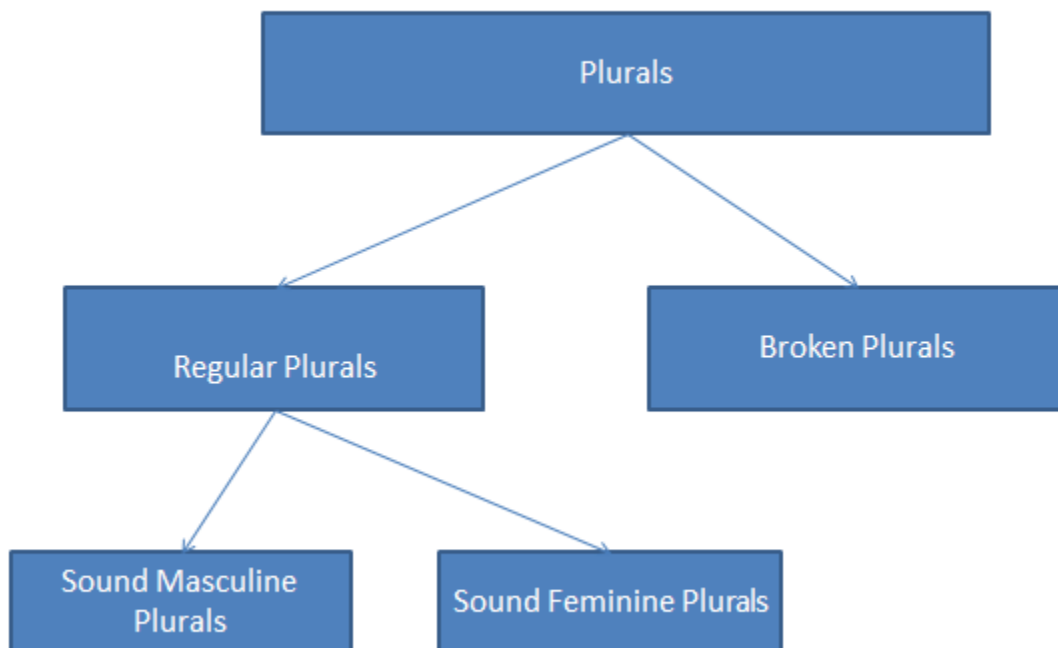 Plurals
Regular Plurals
Broken Plurals
Sound Masculine
Plurals
Sound Feminine Plurals